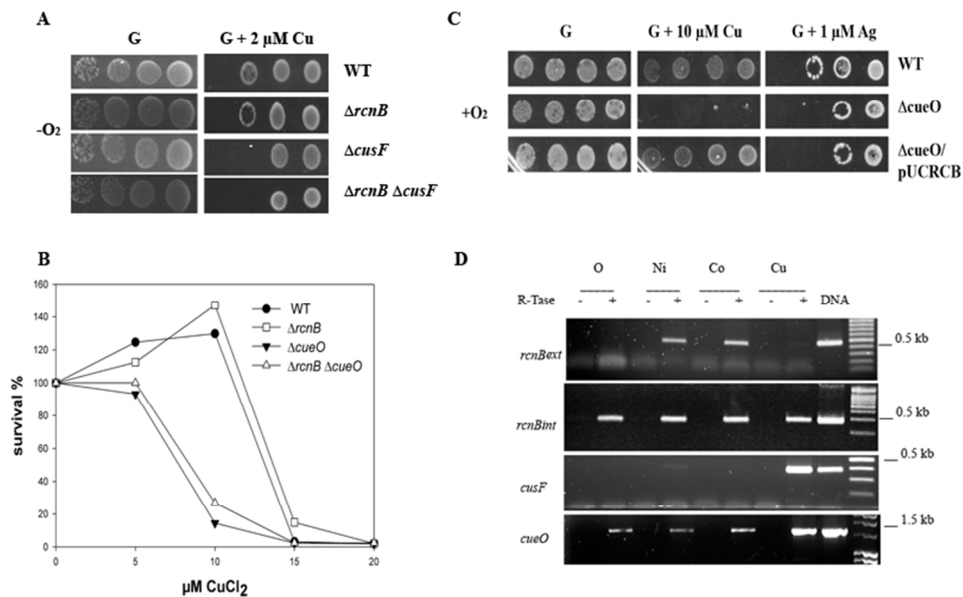 A
G
G + 2 µM Cu
-O₂
WT
ΔrcnB
ΔcusF
ΔrcnB ΔcusF
C
G
G + 10 µM Cu
G + 1 µM Ag
+O₂
WT
ΔcueO
ΔcueO/
pUCRCB
B
survival %
160
140
120
100
80
60
40
20
0
WT
ΔrcnB
ΔcueO
ΔrcnB ΔcueO
0
5
10
15
20
µM CuCl₂
D
O
Ni
Co
Cu
R-Tase
-
+
-
+
-
+
-
+
DNA
rcnBext
0.5 kb
rcnBint
0.5 kb
cusF
0.5 kb
cueO
1.5 kb